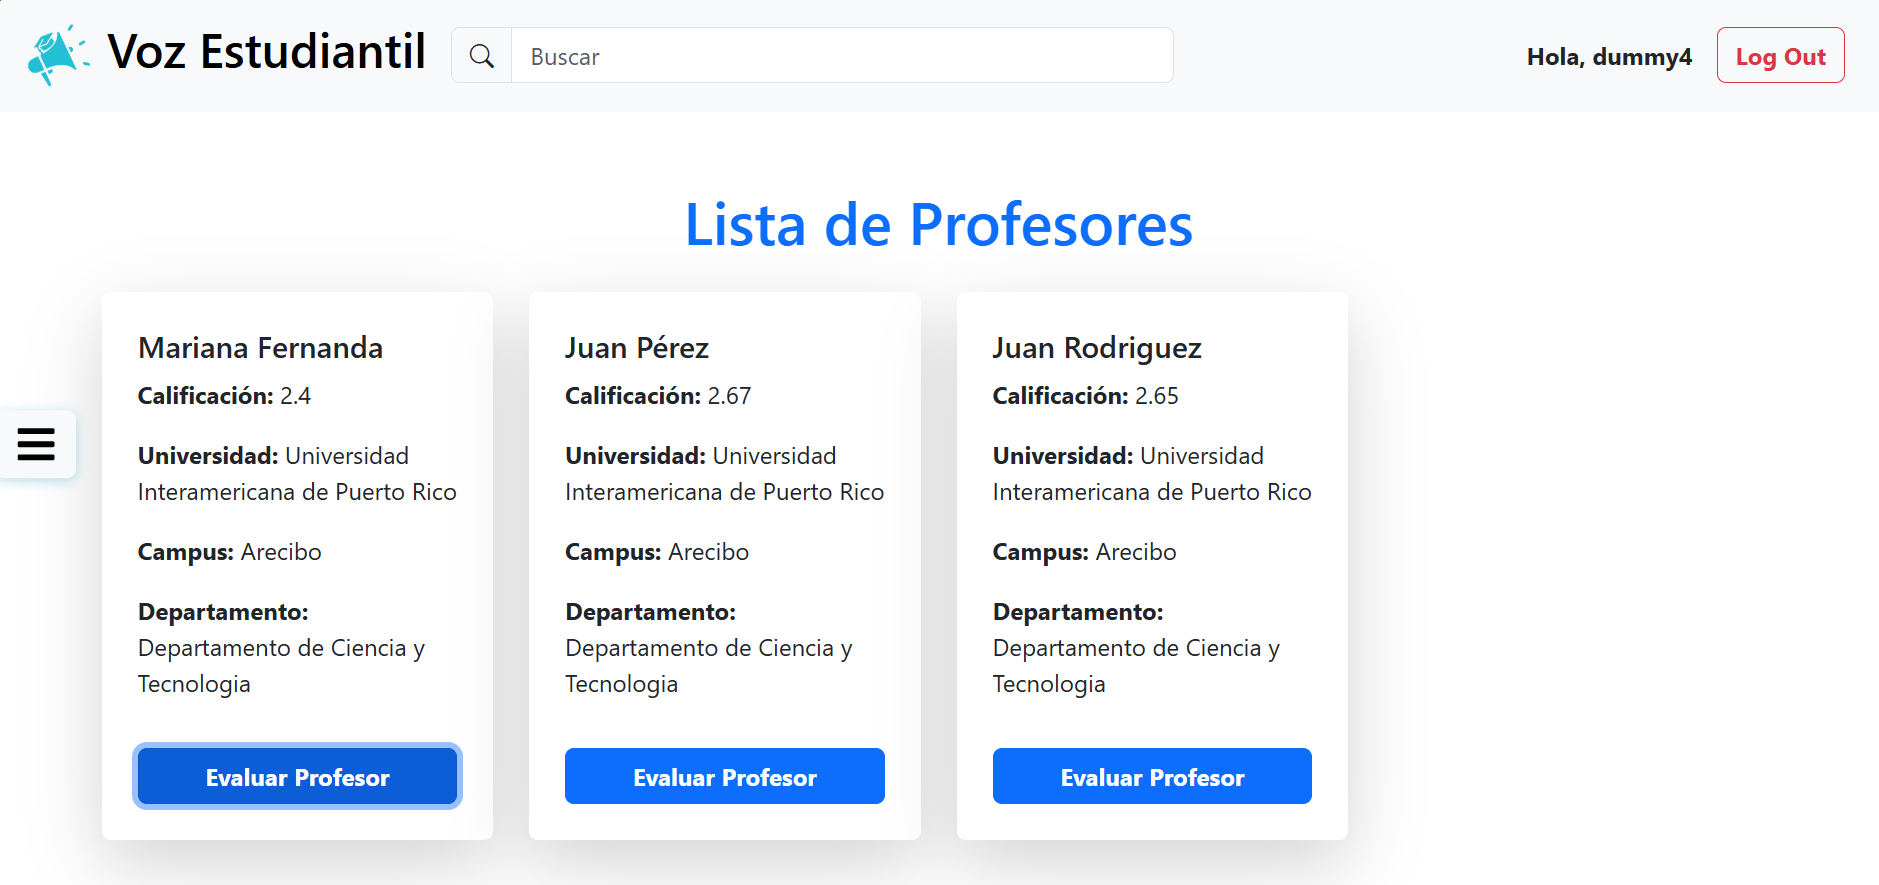 Voz Estudiantil
Buscar
Hola, dummy4
Log Out
Lista de Profesores
Mariana Fernanda
Calificación: 2.4
Universidad: Universidad
Interamericana de Puerto Rico
Campus: Arecibo
Departamento:
Departamento de Ciencia y
Tecnologia
Evaluar Profesor
Juan Pérez
Calificación: 2.67
Universidad: Universidad
Interamericana de Puerto Rico
Campus: Arecibo
Departamento:
Departamento de Ciencia y
Tecnologia
Evaluar Profesor
Juan Rodriguez
Calificación: 2.65
Universidad: Universidad
Interamericana de Puerto Rico
Campus: Arecibo
Departamento:
Departamento de Ciencia y
Tecnologia
Evaluar Profesor